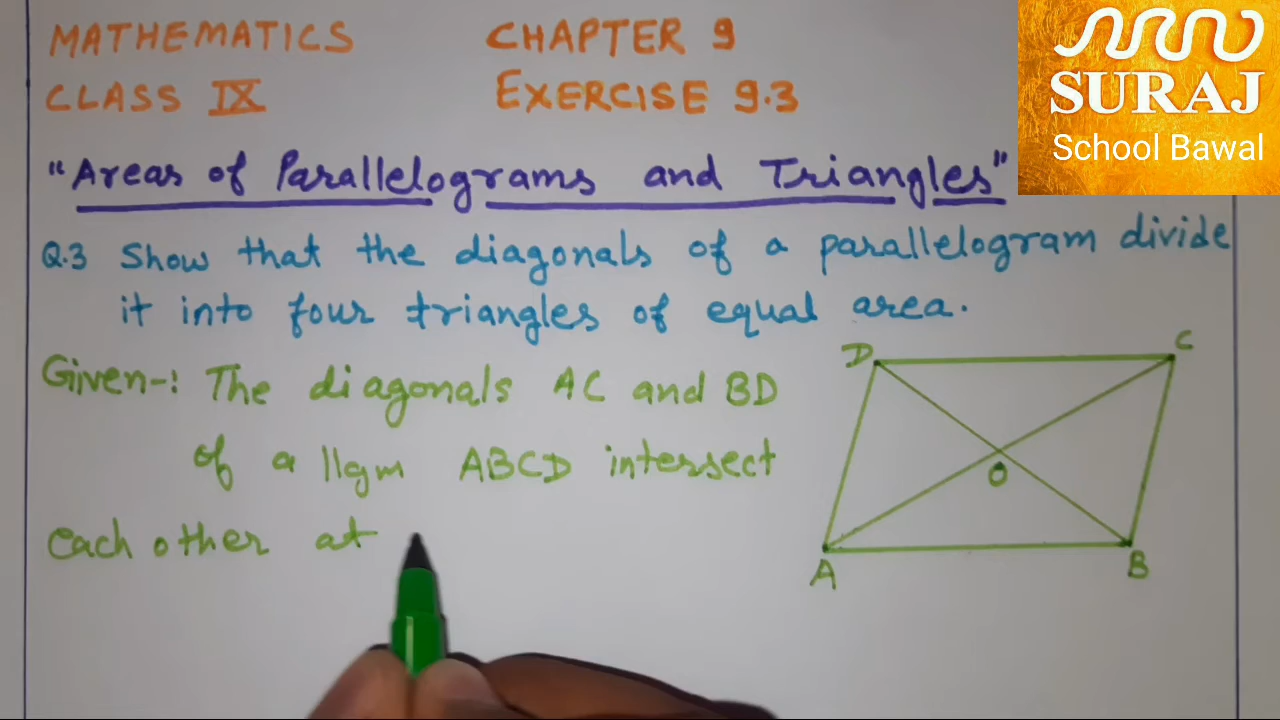 MATHEMATICS CHAPTER 9
CLASS IX EXERCISE 9.3
SURAJ
School Bawal
"Areas of Parallelograms and Triangles"
Q.3 Show that the diagonals of a parallelogram divide
it into four triangles of equal area.
Given-: The diagonals AC and BD
of a llgm ABCD intersect
each other at
D C
O
A B